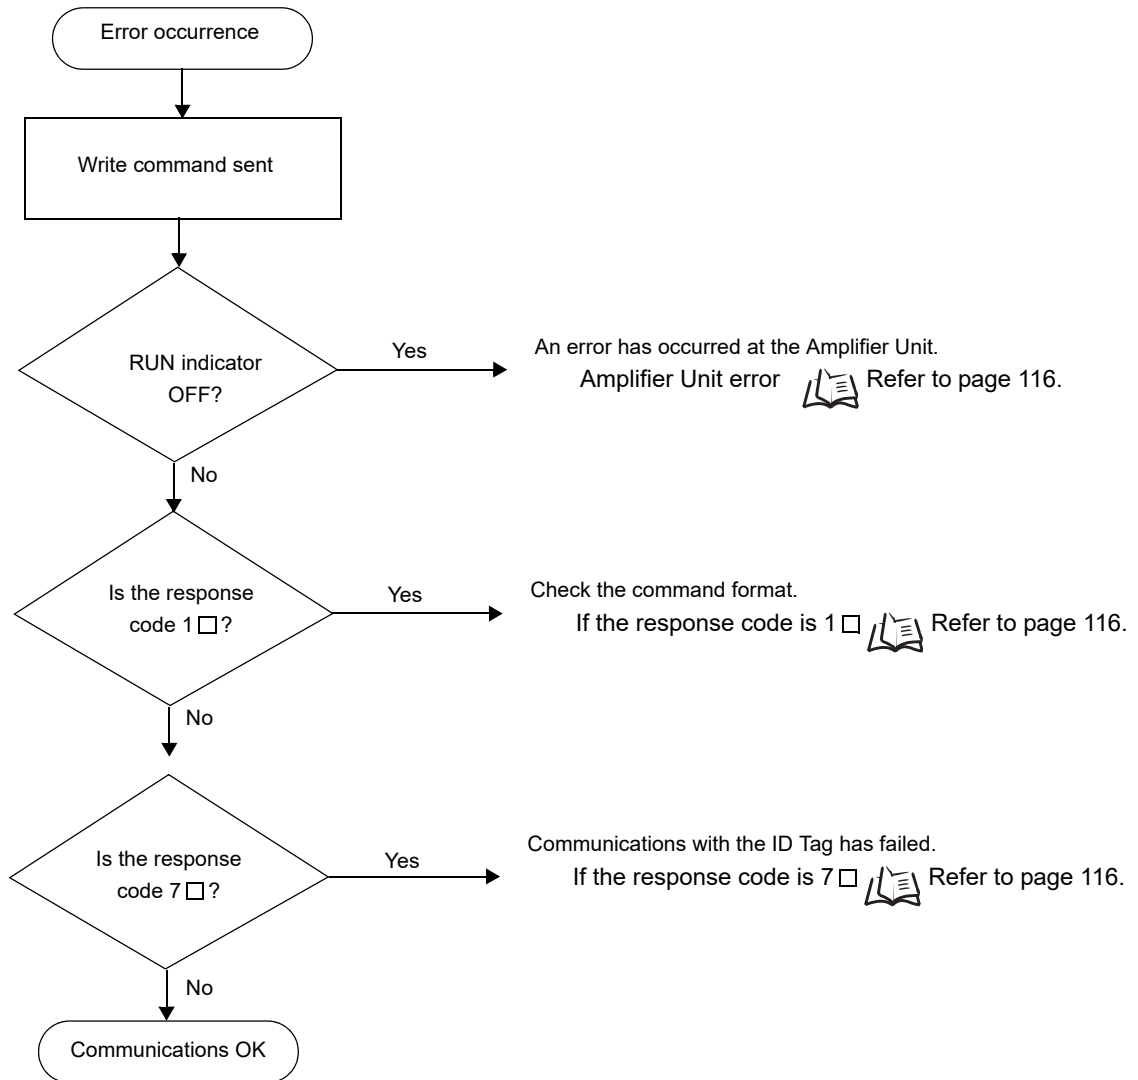 Error occurrence
Write command sent
RUN indicator
OFF?
Yes
An error has occurred at the Amplifier Unit.
Amplifier Unit error Refer to page 116.
No
Is the response
code 1□?
Yes
Check the command format.
If the response code is 1□ Refer to page 116.
No
Is the response
code 7□?
Yes
Communications with the ID Tag has failed.
If the response code is 7□ Refer to page 116.
No
Communications OK